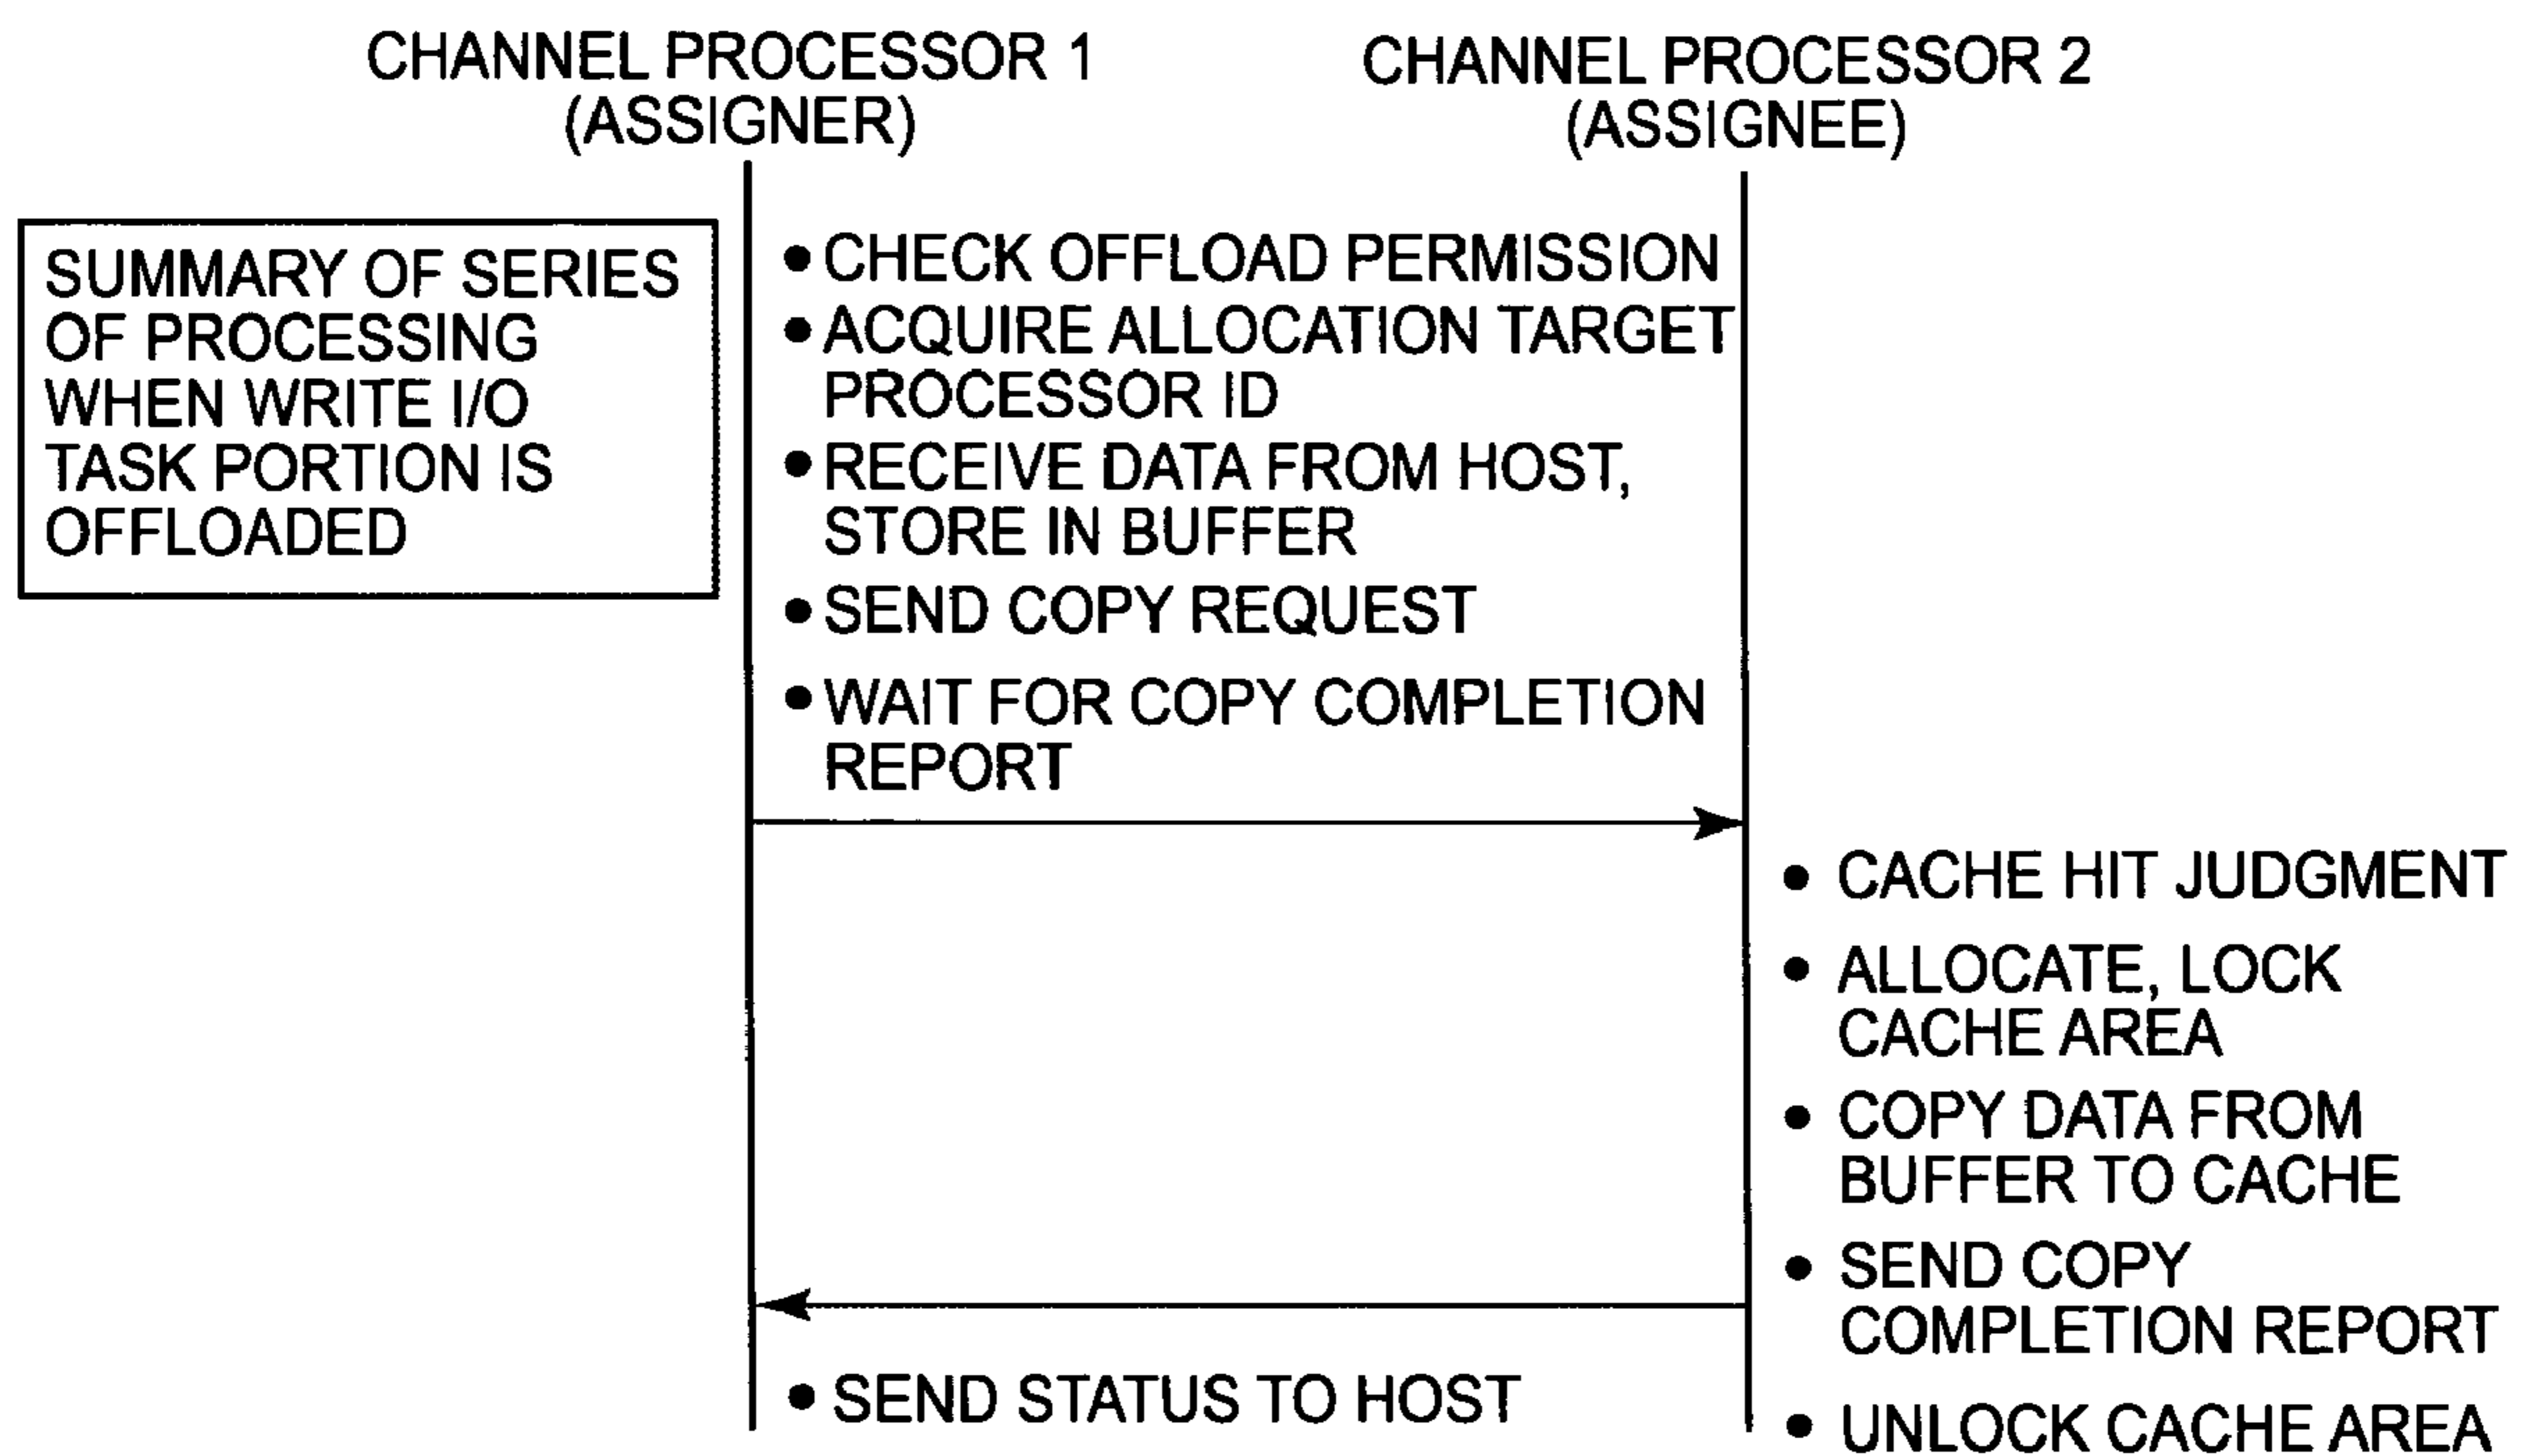 CHANNEL PROCESSOR 1
(ASSIGNER)
CHANNEL PROCESSOR 2
(ASSIGNEE)
SUMMARY OF SERIES
OF PROCESSING
WHEN WRITE I/O
TASK PORTION IS
OFFLOADED
● CHECK OFFLOAD PERMISSION
● ACQUIRE ALLOCATION TARGET
PROCESSOR ID
● RECEIVE DATA FROM HOST,
STORE IN BUFFER
● SEND COPY REQUEST
● WAIT FOR COPY COMPLETION
REPORT
● CACHE HIT JUDGMENT
● ALLOCATE, LOCK
CACHE AREA
● COPY DATA FROM
BUFFER TO CACHE
● SEND COPY
COMPLETION REPORT
● SEND STATUS TO HOST
● UNLOCK CACHE AREA